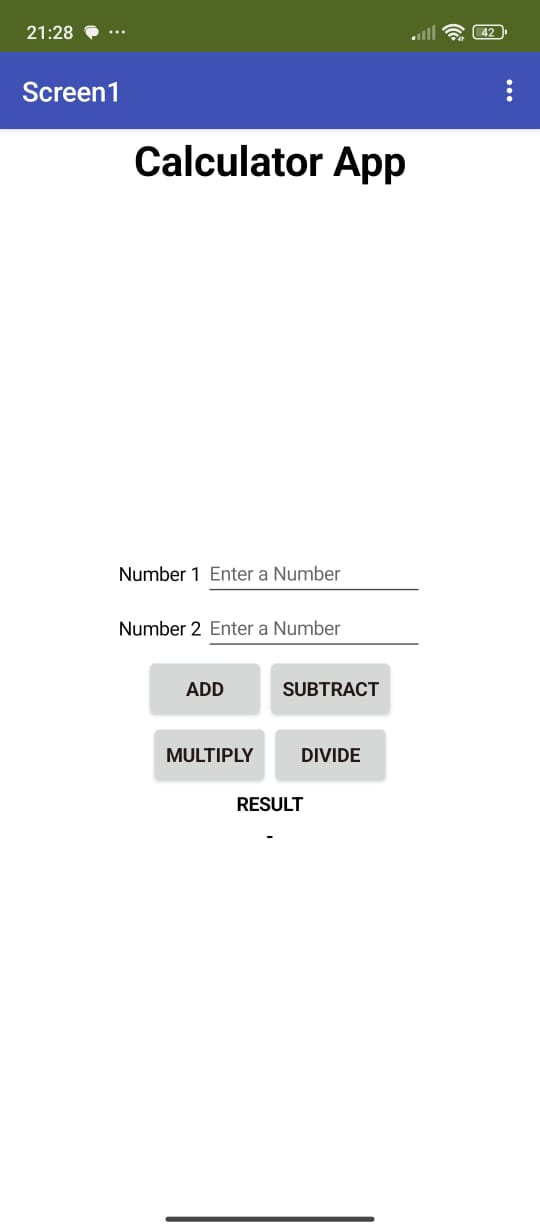 21:28 ... 42
Screen1
Calculator App
Number 1 Enter a Number
Number 2 Enter a Number
ADD SUBTRACT
MULTIPLY DIVIDE
RESULT
-